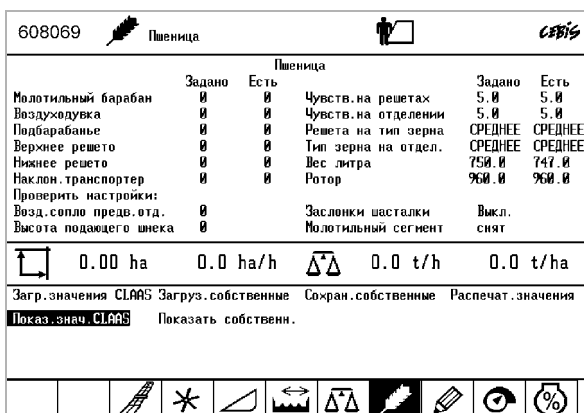 608069 Пшеница CEBIS
Пшеница
Задано Есть Задано Есть
Молотильный барабан 0 0 Чувств.на решетах 5.0 5.0
Воздуходувка 0 0 Чувств.на отделении 5.0 5.0
Подбарабанье 0 0 Решета на тип зерна СРЕДНЕЕ СРЕДНЕЕ
Верхнее решето 0 0 Тип зерна на отдел. СРЕДНЕЕ СРЕДНЕЕ
Нижнее решето 0 0 Вес литра 750.0 747.0
Наклон.транспортер 0 0 Ротор 960.0 960.0
Проверить настройки:
Возд.сопло предв.отд. 0 Заслонки шасталки Выкл.
Высота подающего шнека 0 Молотильный сегмент снят
0.00 ha 0.0 ha/h 0.0 t/h 0.0 t/ha
Загр.значения CLAAS Загруз.собственные Сохран.собственные Распечат.значения
Показ.знач.CLAAS Показать собственн.
%